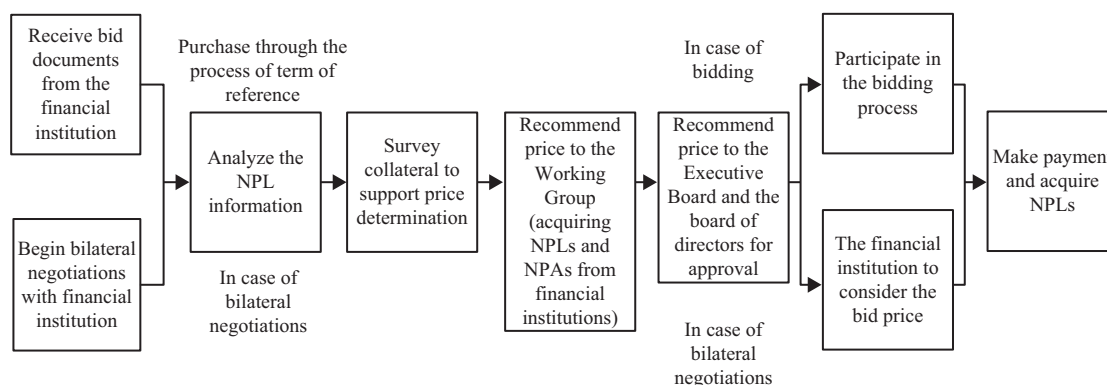 Receive bid
documents
from the
financial
institution
Begin bilateral
negotiations
with financial
institution
Purchase through the
process of term of
reference
Analyze the
NPL
information
In case of
bilateral
negotiations
Survey
collateral to
support price
determination
Recommend
price to the
Working
Group
(acquiring
NPLs and
NPAs from
financial
institutions)
In case of
bidding
Recommend
price to the
Executive
Board and the
board of
directors for
approval
In case of
bilateral
negotiations
Participate in
the bidding
process
The financial
institution to
consider the
bid price
Make paymen
and acquire
NPLs